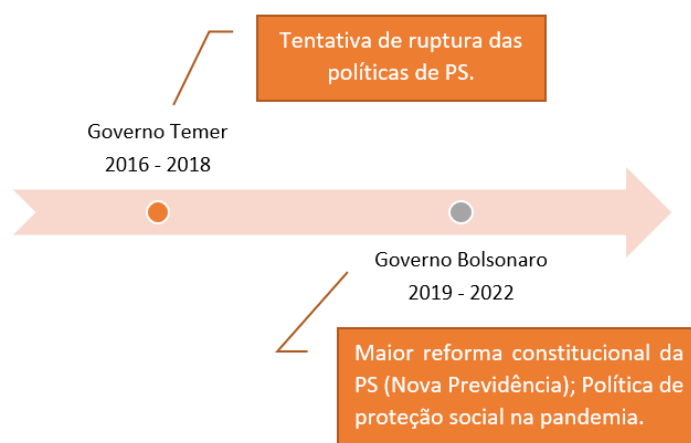 Tentativa de ruptura das
políticas de PS.
Governo Temer
2016 - 2018
Governo Bolsonaro
2019 - 2022
Maior reforma constitucional da
PS (Nova Previdência); Política de
proteção social na pandemia.